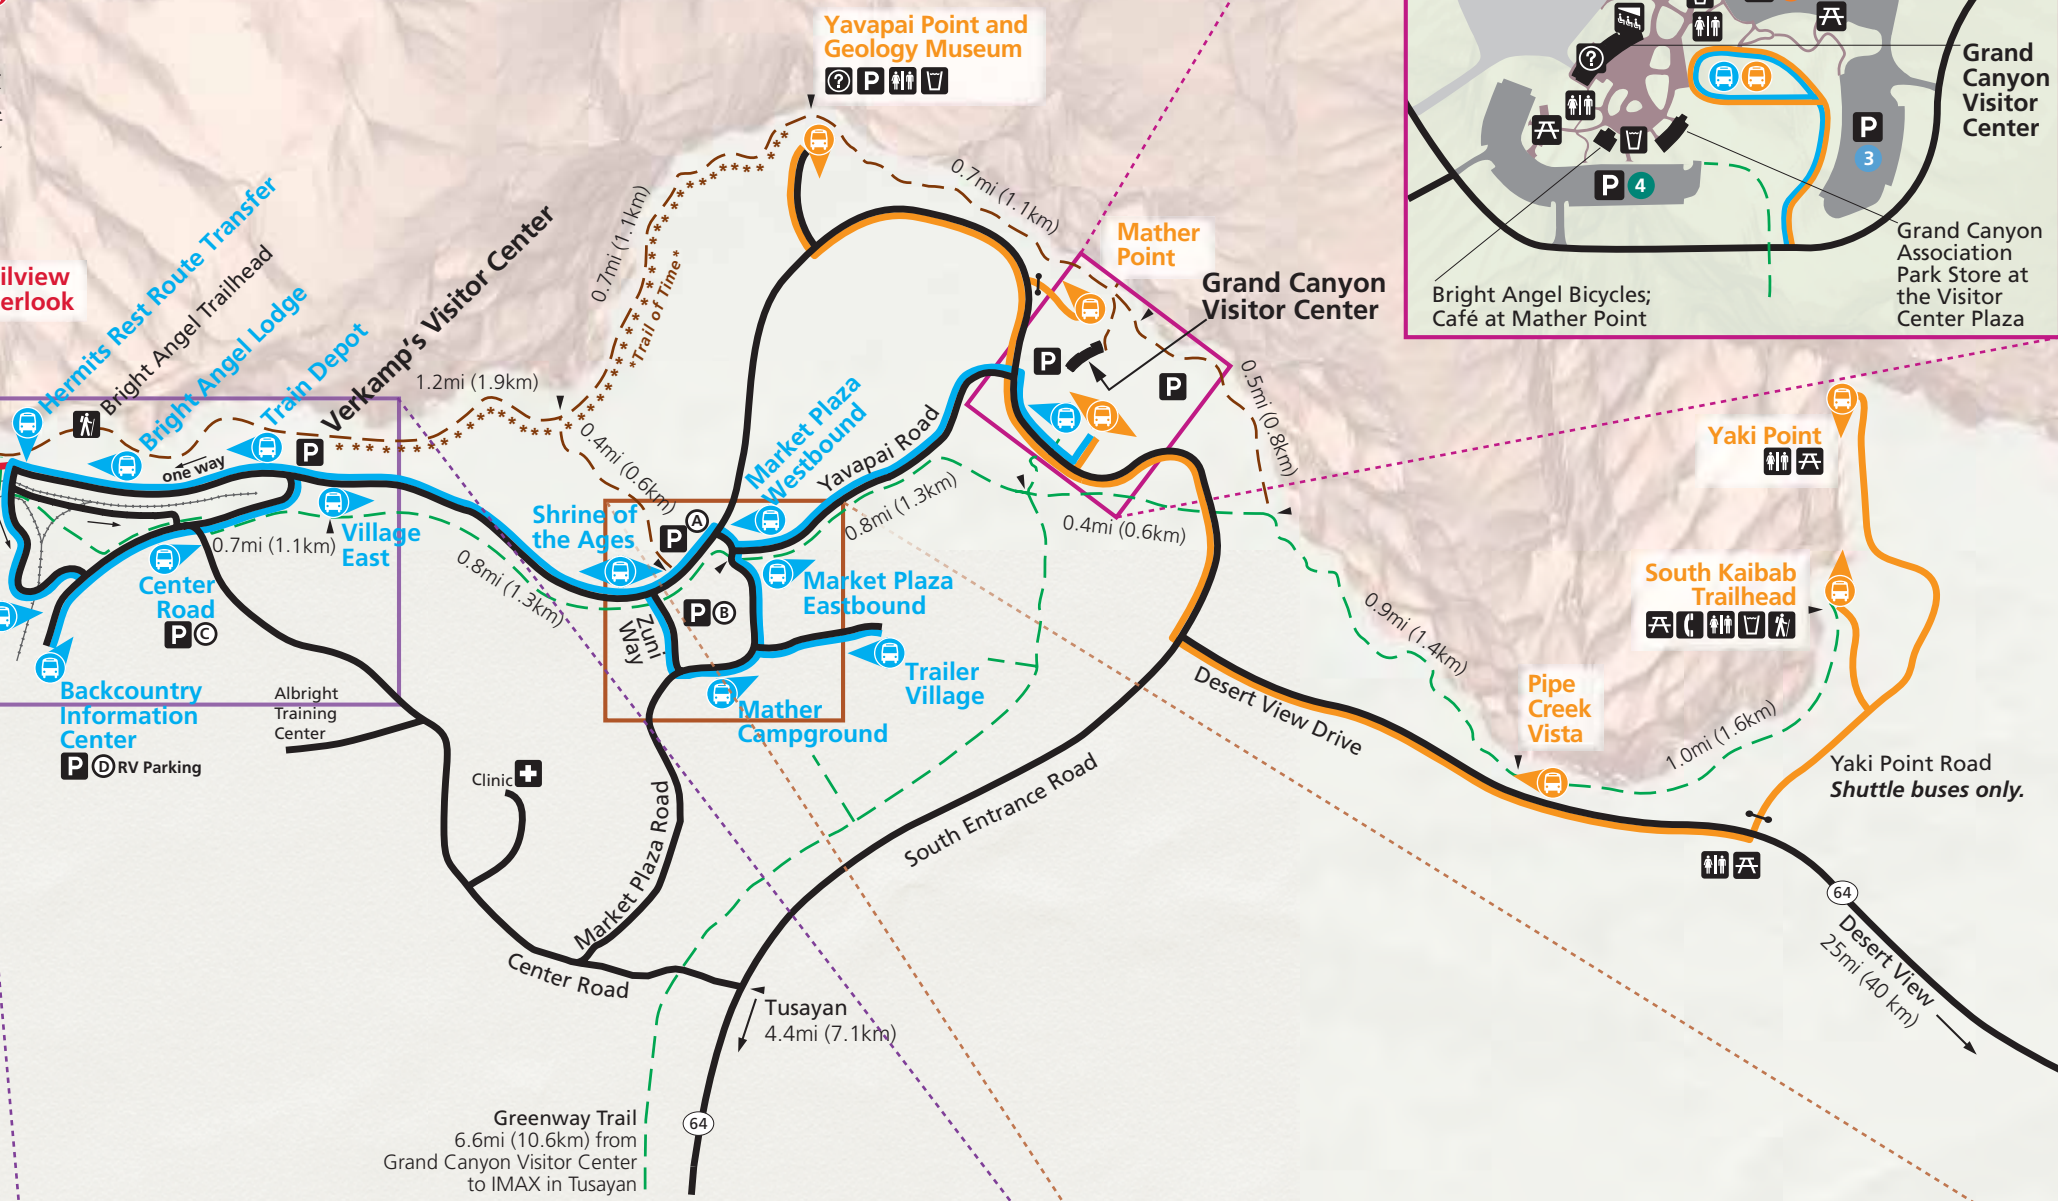 Yavapai Point and
Geology Museum
? P
0.7mi (1.1km)
0.7mi (1.1km)
*Trail of Time*
Mather
Point
Grand Canyon
Visitor Center
P
P
Grand
Canyon
Visitor
Center
?
P
3
P 4
Grand Canyon
Association
Park Store at
the Visitor
Center Plaza
Bright Angel Bicycles;
Café at Mather Point
ilview
erlook
Hermits Rest Route Transfer
Bright Angel Trailhead
Bright Angel Lodge
Train Depot
Verkamp's Visitor Center
P
one way
1.2mi (1.9km)
0.4mi (0.6km)
0.5mi (0.8km)
Market Plaza
Westbound
Yavapai Road
0.8mi (1.3km)
0.4mi (0.6km)
Shrine of
the Ages
P A
P B
Village
East
0.7mi (1.1km)
0.8mi (1.3km)
Center
Road
P C
Market Plaza
Eastbound
Zuni
Way
Trailer
Village
Mather
Campground
Backcountry
Information
Center
P D RV Parking
Albright
Training
Center
Clinic
Market Plaza Road
Center Road
South Entrance Road
Desert View Drive
0.9mi (1.4km)
Pipe
Creek
Vista
1.0mi (1.6km)
Yaki Point
South Kaibab
Trailhead
Yaki Point Road
Shuttle buses only.
64
Desert View
25mi (40 km)
Tusayan
4.4mi (7.1km)
64
Greenway Trail
6.6mi (10.6km) from
Grand Canyon Visitor Center
to IMAX in Tusayan